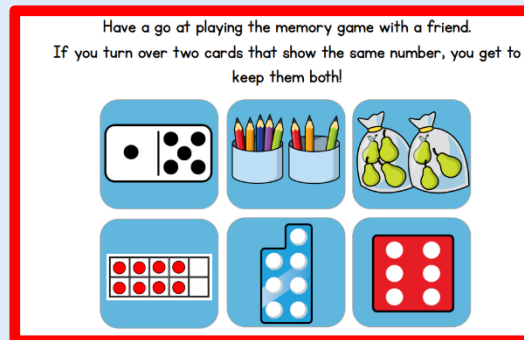 Have a go at playing the memory game with a friend.
If you turn over two cards that show the same number, you get to
keep them both!